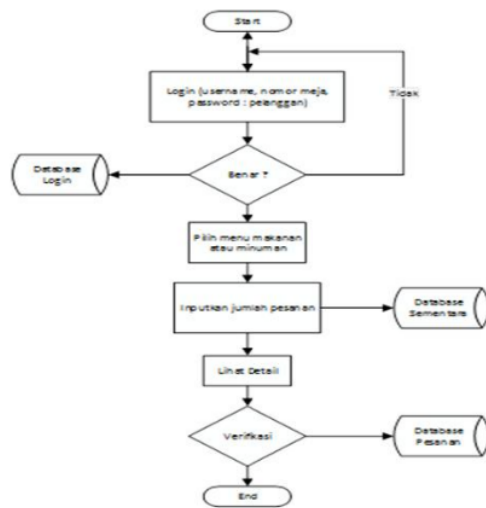 Start
Login (username, nomor meja,
password : pelanggan)
Tidak
Benar ?
Database
Login
Pilih menu makanan
atau minuman
Inputkan jumlah pesanan
Database
Sementara
Lihat Detail
Verifikasi
Database
Pesanan
End